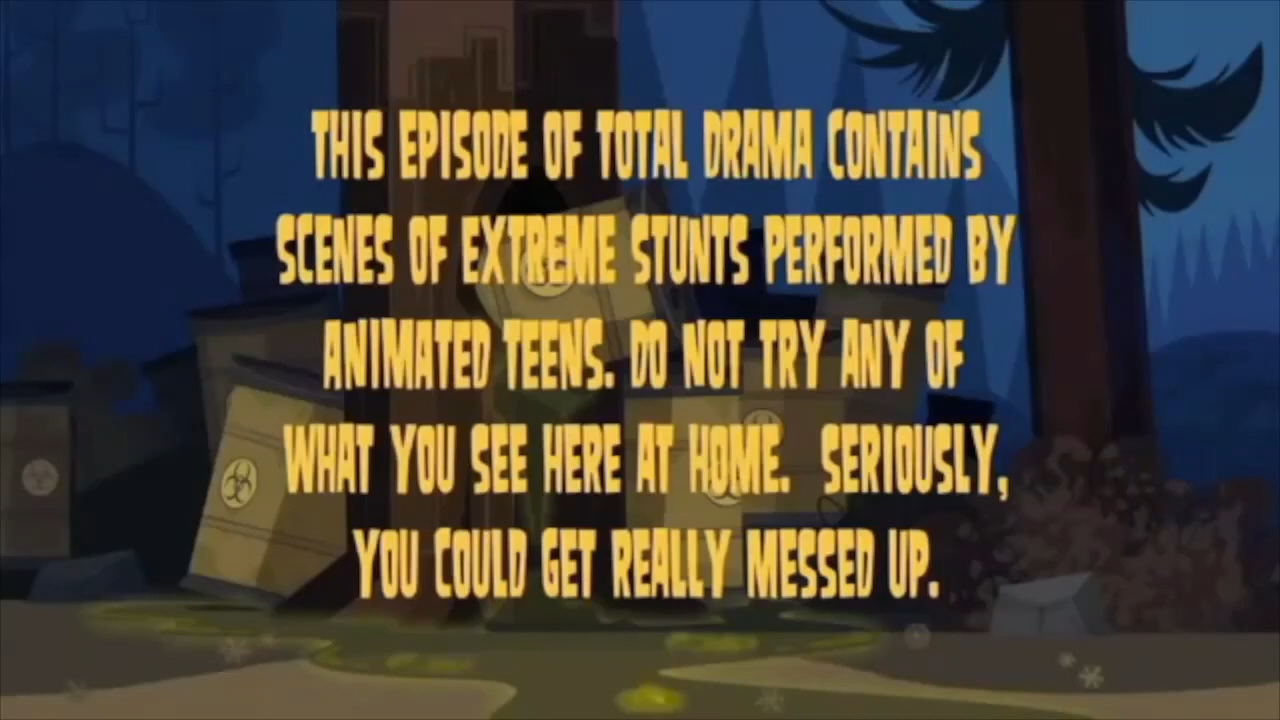 THIS EPISODE OF TOTAL DRAMA CONTAINS
SCENES OF EXTREME STUNTS PERFORMED BY
ANIMATED TEENS. DO NOT TRY ANY OF
WHAT YOU SEE HERE AT HOME.  SERIOUSLY,
YOU COULD GET REALLY MESSED UP.